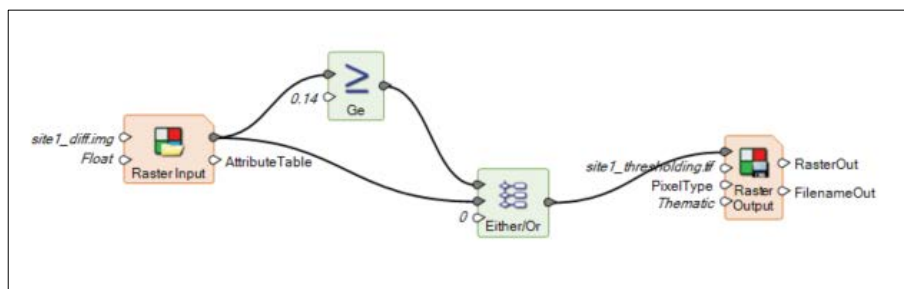 0.14
Ge
site1_diff.img
Float
Raster Input
AttributeTable
0
Either/Or
site1_thresholding.tif
PixelType
Thematic
Raster
Output
RasterOut
FilenameOut